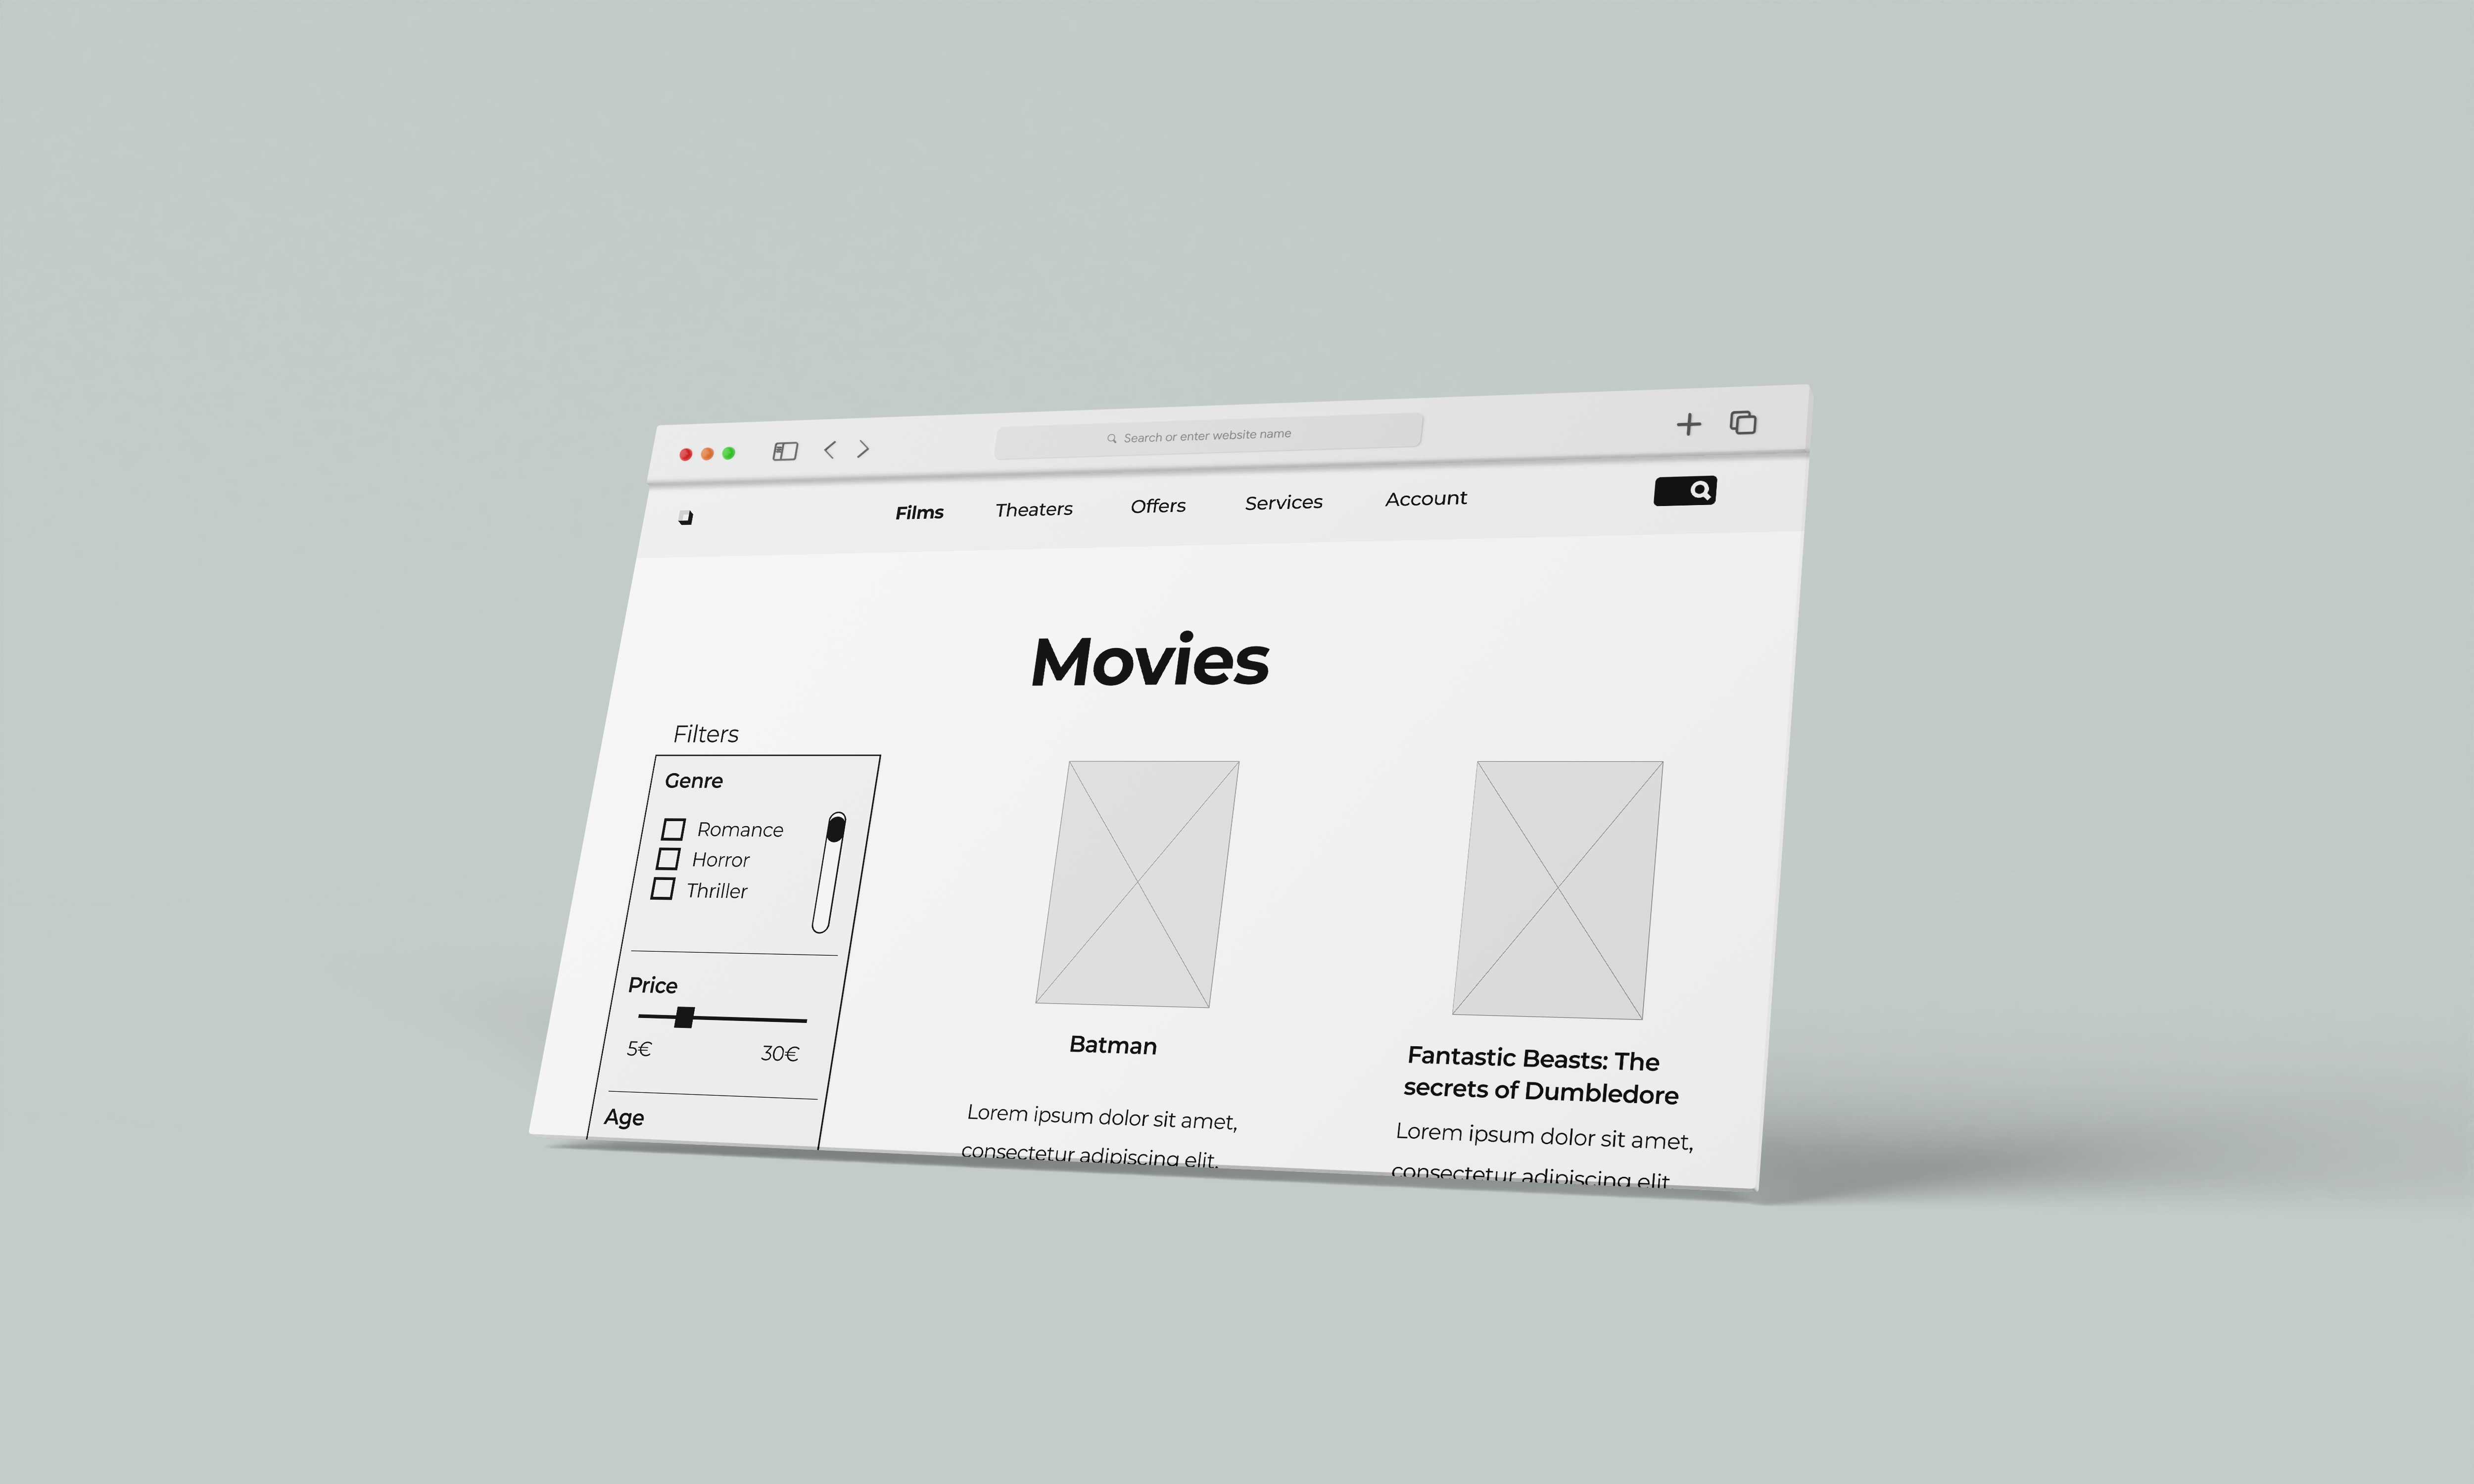 Search or enter website name
Films Theaters Offers Services Account
Movies
Filters
Genre
Romance
Horror
Thriller
Price
5€ 30€
Age
Batman
Lorem ipsum dolor sit amet,
consectetur adipiscing elit.
Fantastic Beasts: The
secrets of Dumbledore
Lorem ipsum dolor sit amet,
consectetur adipiscing elit